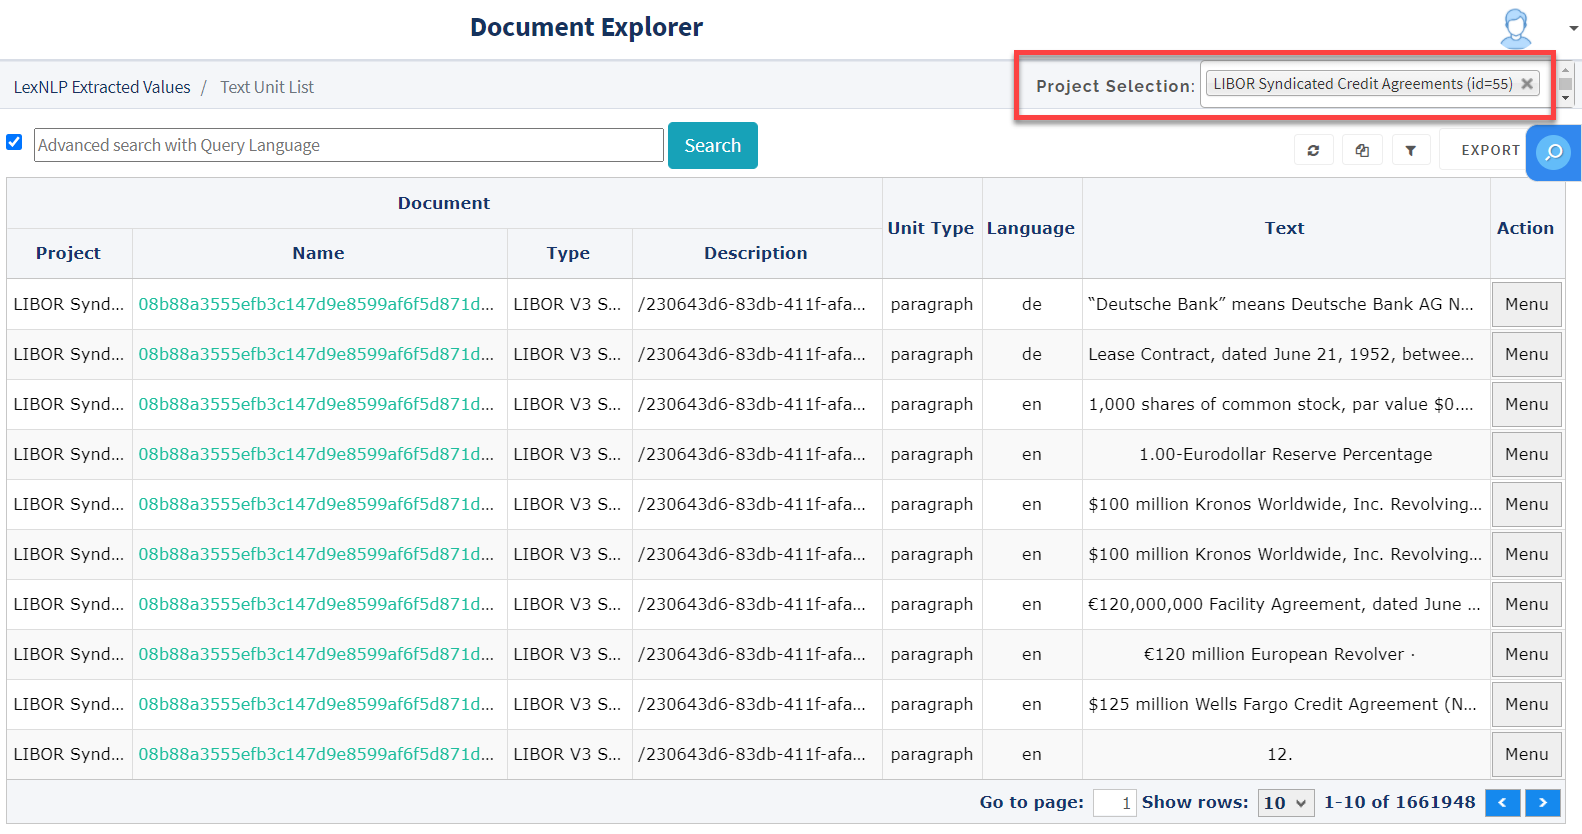 Document Explorer
LexNLP Extracted Values / Text Unit List
Project Selection: LIBOR Syndicated Credit Agreements (id=55) ×
Advanced search with Query Language Search
EXPORT
Document Unit Type Language Text Action
Project Name Type Description
LIBOR Synd... 08b88a3555efb3c147d9e8599af6f5d871d... LIBOR V3 S... /230643d6-83db-411f-afa... paragraph de “Deutsche Bank” means Deutsche Bank AG N... Menu
LIBOR Synd... 08b88a3555efb3c147d9e8599af6f5d871d... LIBOR V3 S... /230643d6-83db-411f-afa... paragraph de Lease Contract, dated June 21, 1952, betwee... Menu
LIBOR Synd... 08b88a3555efb3c147d9e8599af6f5d871d... LIBOR V3 S... /230643d6-83db-411f-afa... paragraph en 1,000 shares of common stock, par value $0.... Menu
LIBOR Synd... 08b88a3555efb3c147d9e8599af6f5d871d... LIBOR V3 S... /230643d6-83db-411f-afa... paragraph en 1.00-Eurodollar Reserve Percentage Menu
LIBOR Synd... 08b88a3555efb3c147d9e8599af6f5d871d... LIBOR V3 S... /230643d6-83db-411f-afa... paragraph en $100 million Kronos Worldwide, Inc. Revolving... Menu
LIBOR Synd... 08b88a3555efb3c147d9e8599af6f5d871d... LIBOR V3 S... /230643d6-83db-411f-afa... paragraph en $100 million Kronos Worldwide, Inc. Revolving... Menu
LIBOR Synd... 08b88a3555efb3c147d9e8599af6f5d871d... LIBOR V3 S... /230643d6-83db-411f-afa... paragraph en €120,000,000 Facility Agreement, dated June ... Menu
LIBOR Synd... 08b88a3555efb3c147d9e8599af6f5d871d... LIBOR V3 S... /230643d6-83db-411f-afa... paragraph en €120 million European Revolver · Menu
LIBOR Synd... 08b88a3555efb3c147d9e8599af6f5d871d... LIBOR V3 S... /230643d6-83db-411f-afa... paragraph en $125 million Wells Fargo Credit Agreement (N... Menu
LIBOR Synd... 08b88a3555efb3c147d9e8599af6f5d871d... LIBOR V3 S... /230643d6-83db-411f-afa... paragraph en 12. Menu
Go to page: 1 Show rows: 10 1-10 of 1661948 < >